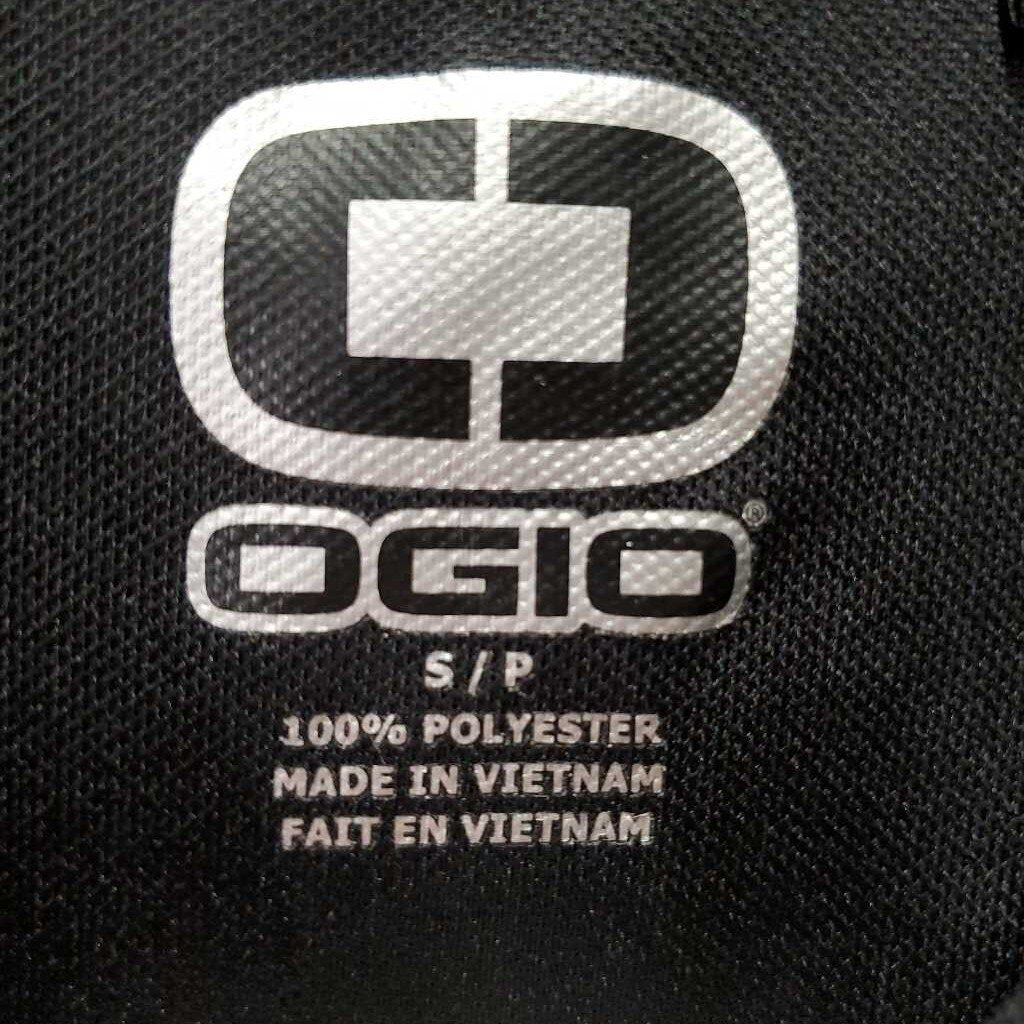 OGIO®
S / P
100% POLYESTER
MADE IN VIETNAM
FAIT EN VIETNAM